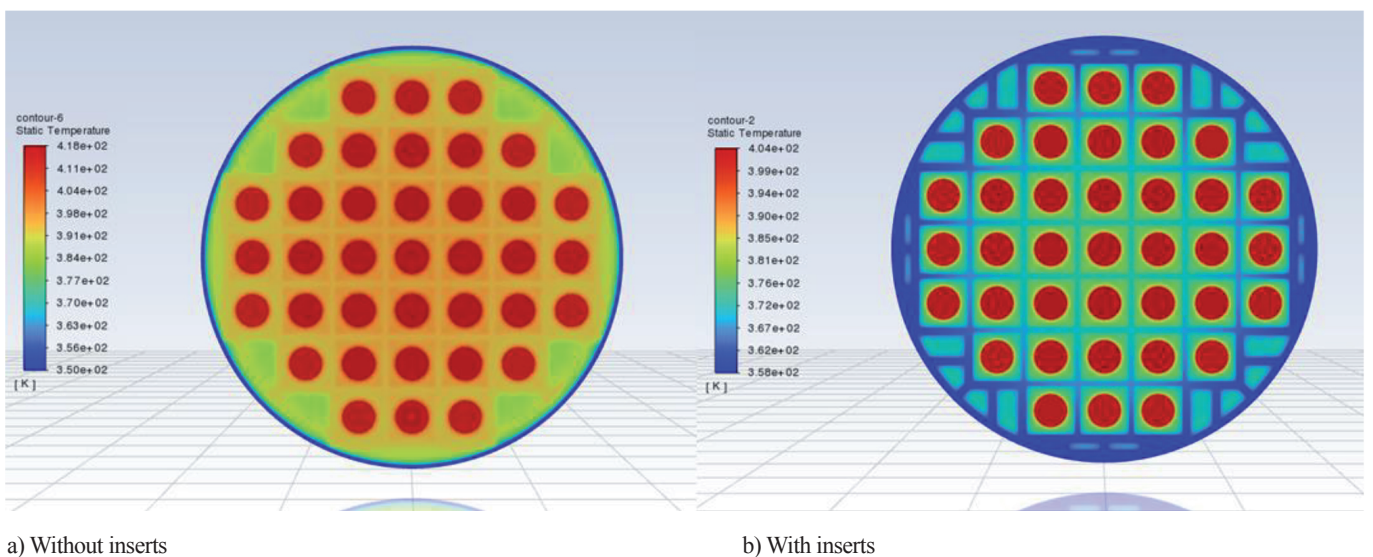 contour-6
Static Temperature
4.18e+02
4.11e+02
4.04e+02
3.98e+02
3.91e+02
3.84e+02
3.77e+02
3.70e+02
3.63e+02
3.56e+02
3.50e+02
[ K ]
contour-2
Static Temperature
4.04e+02
3.99e+02
3.94e+02
3.90e+02
3.85e+02
3.81e+02
3.76e+02
3.72e+02
3.67e+02
3.62e+02
3.58e+02
[ K ]
a) Without inserts
b) With inserts